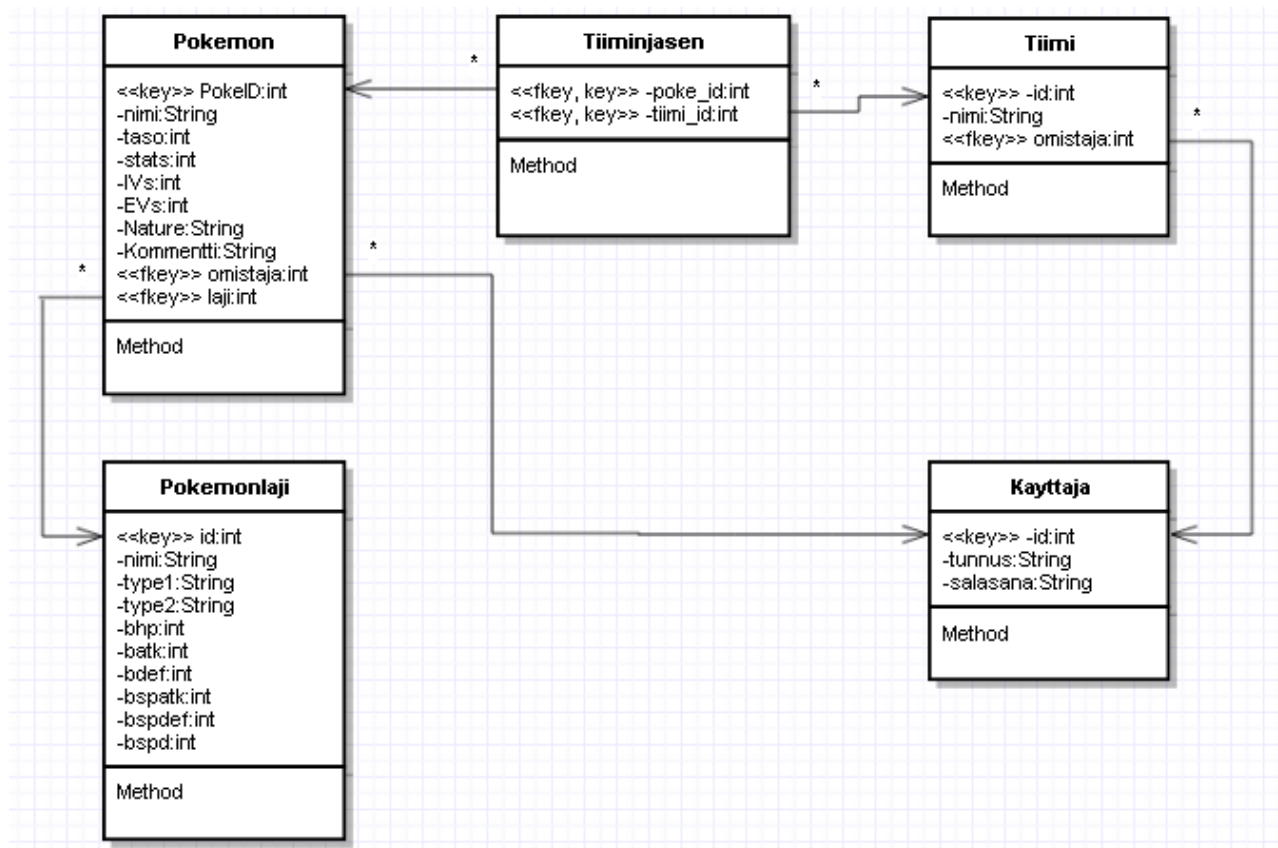 Pokemon
<<key>> PokeID:int
-nimi:String
-taso:int
-stats:int
-IVs:int
-EVs:int
-Nature:String
-Kommentti:String
<<fkey>> omistaja:int
<<fkey>> laji:int
Method
*
*
*
Tiiminjasen
<<fkey, key>> -poke_id:int
<<fkey, key>> -tiimi_id:int
Method
*
Tiimi
<<key>> -id:int
-nimi:String
<<fkey>> omistaja:int
Method
*
Pokemonlaji
<<key>> id:int
-nimi:String
-type1:String
-type2:String
-bhp:int
-batk:int
-bdef:int
-bspatk:int
-bspdef:int
-bspd:int
Method
Kayttaja
<<key>> -id:int
-tunnus:String
-salasana:String
Method